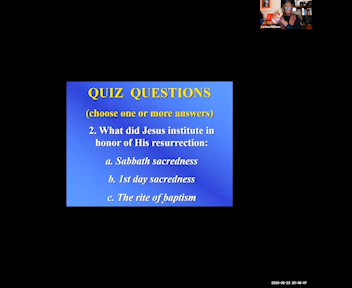 QUIZ QUESTIONS
(choose one or more answers)
2. What did Jesus institute in
honor of His resurrection:
a. Sabbath sacredness
b. 1st day sacredness
c. The rite of baptism